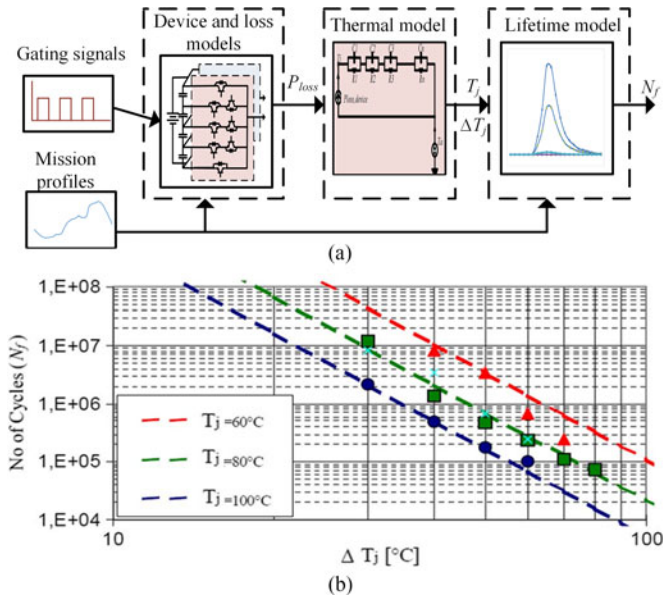 Gating signals
Mission
profiles
Device and loss
models
P_loss
Thermal model
T_j
ΔT_j
Lifetime model
N_f
(a)
No of Cycles (N_f)
1,E+08
1,E+07
1,E+06
1,E+05
1,E+04
T_j =60°C
T_j =80°C
T_j =100°C
10
100
Δ T_j [°C]
(b)